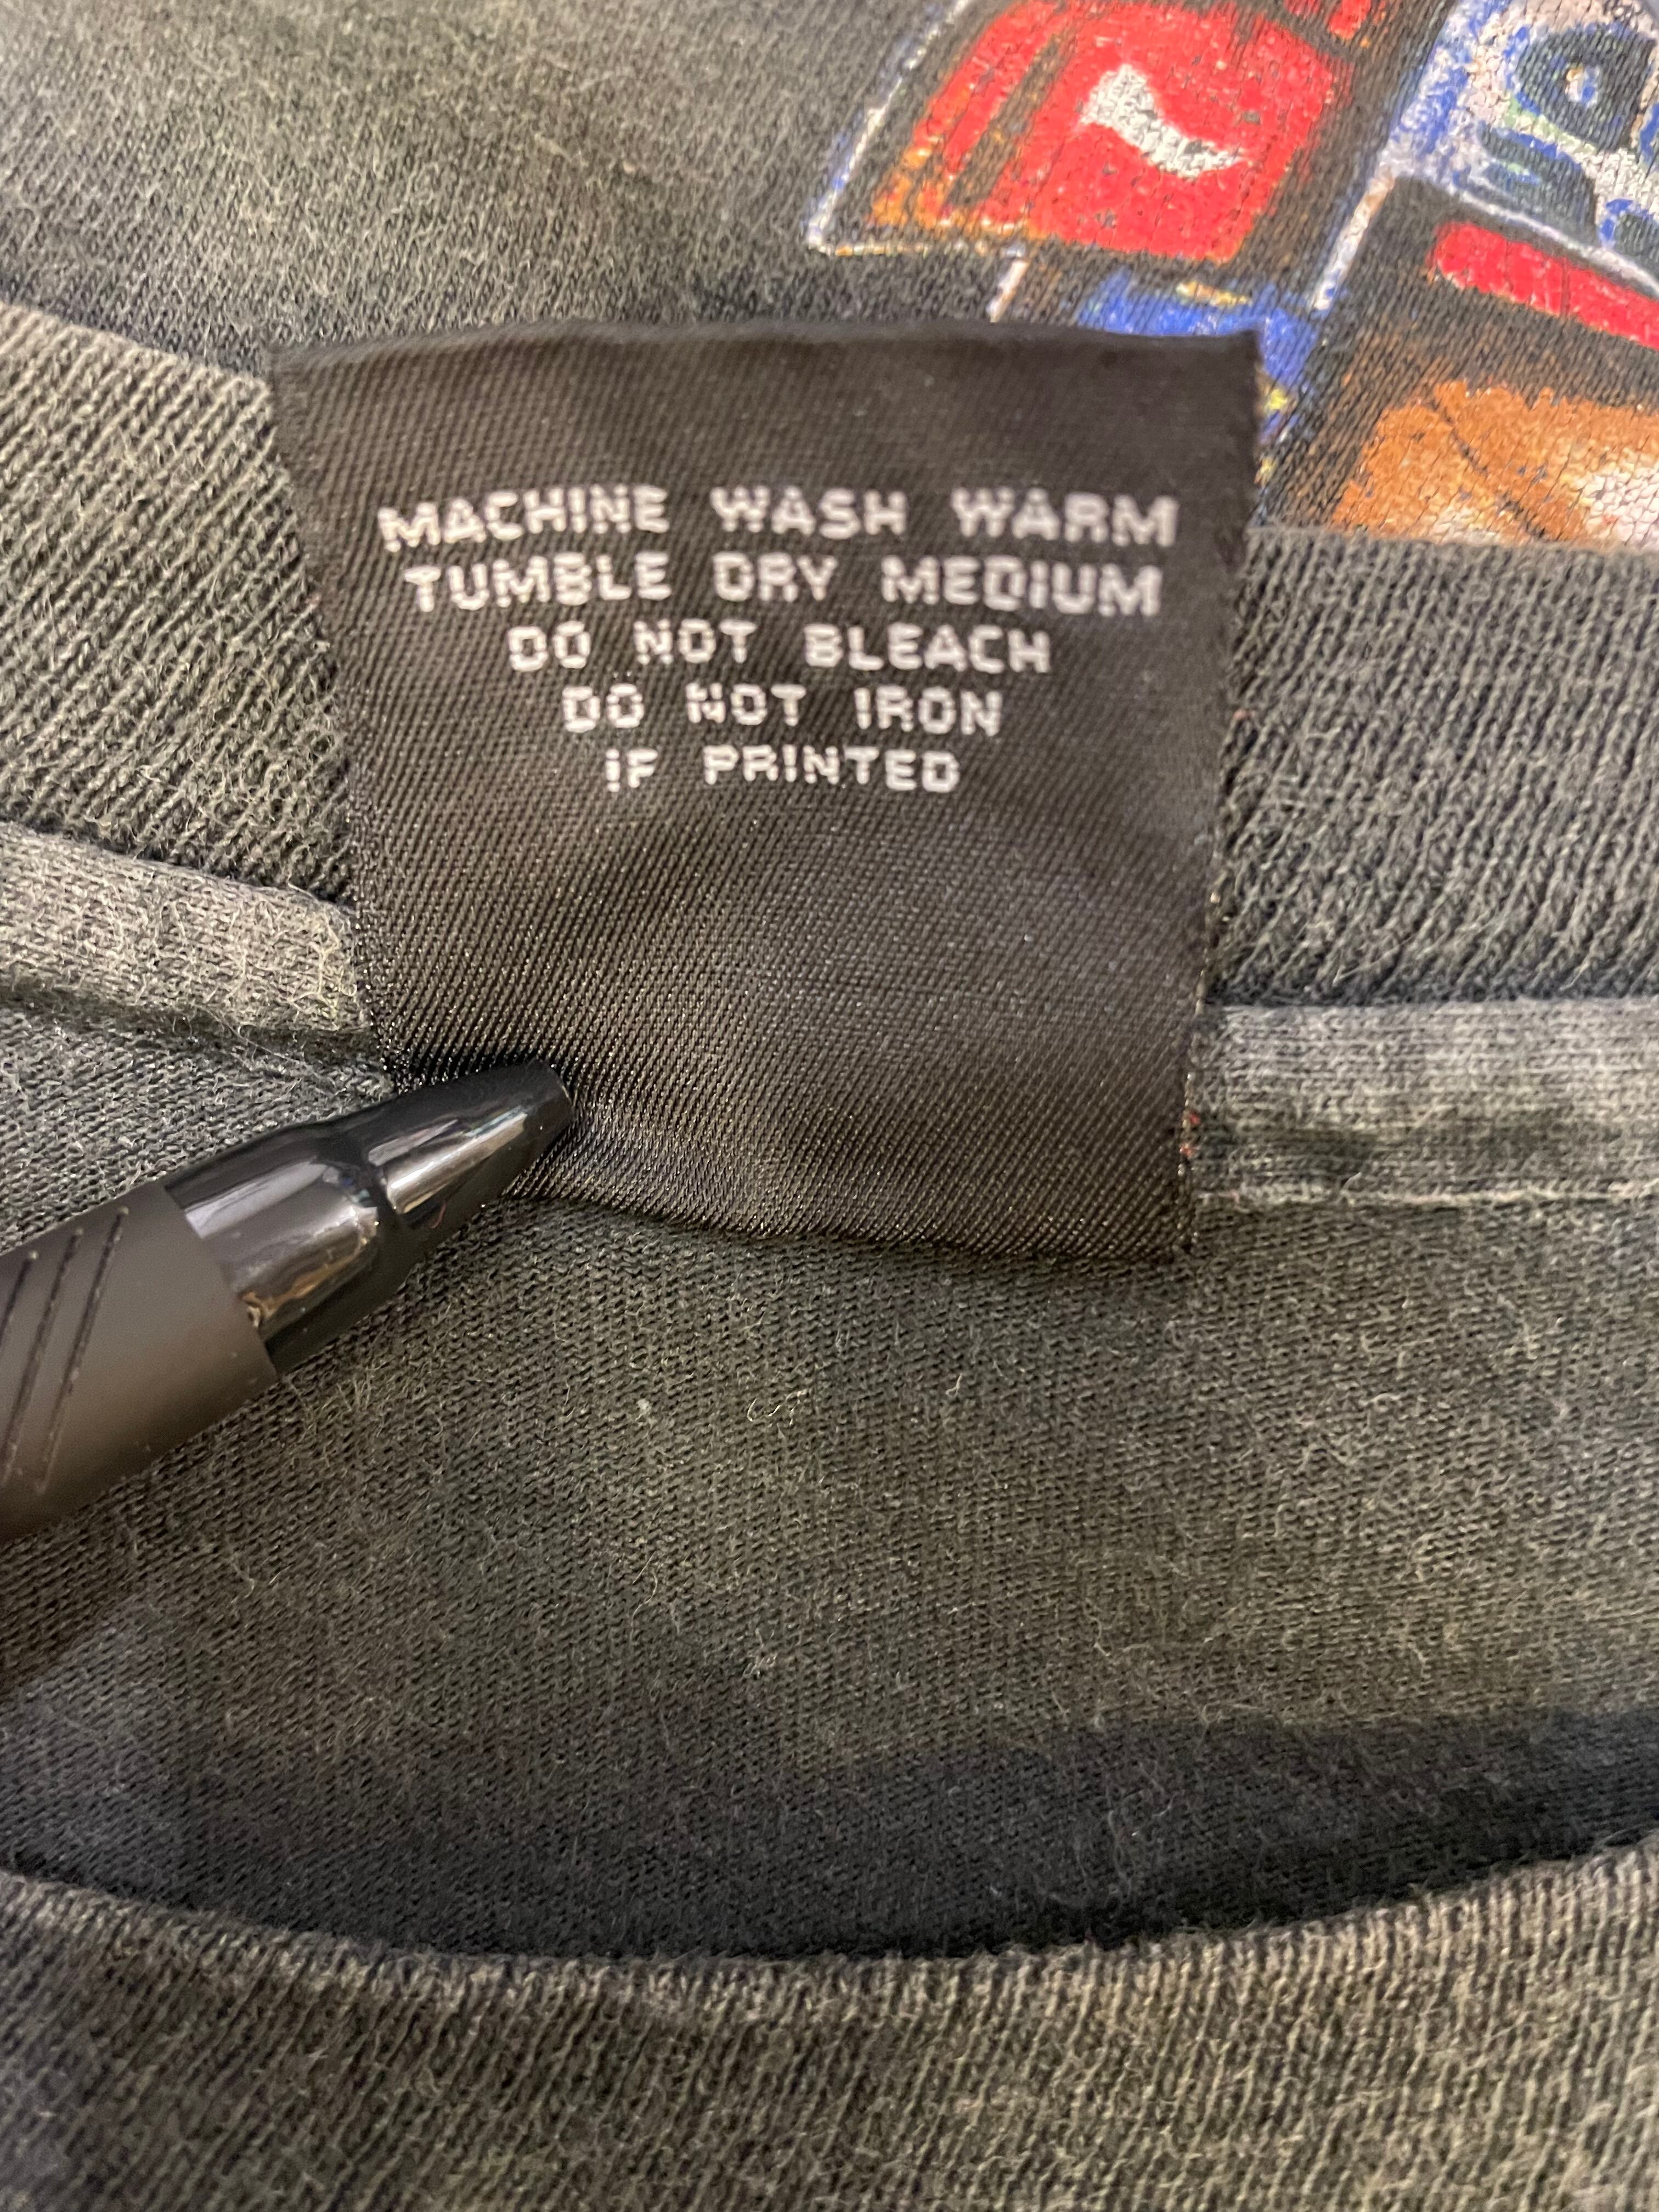 MACHINE WASH WARM
TUMBLE DRY MEDIUM
DO NOT BLEACH
DO NOT IRON
IF PRINTED